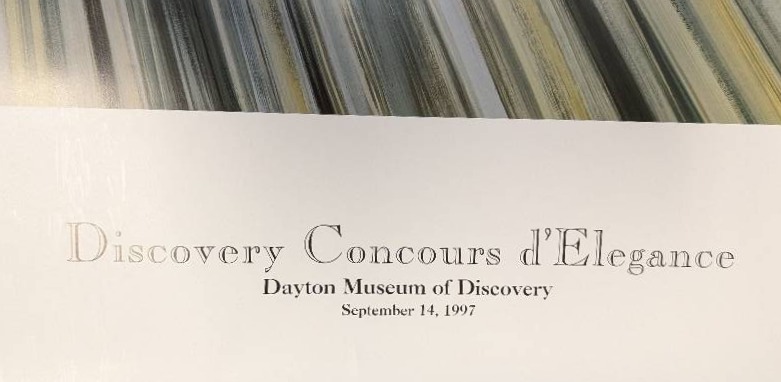 Discovery Concours d'Elegance
Dayton Museum of Discovery
September 14, 1997